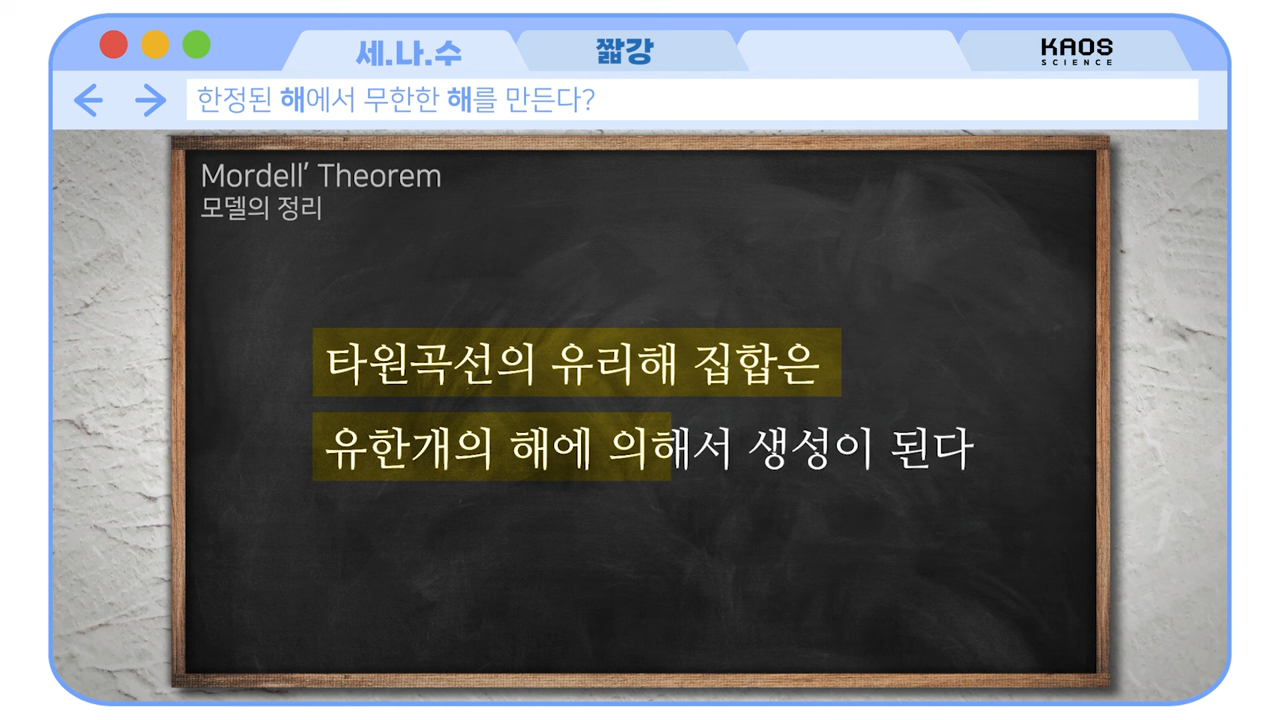 세.나.수
짧강
KAOS
SCIENCE
한정된 해에서 무한한 해를 만든다?
Mordell’ Theorem
모델의 정리
타원곡선의 유리해 집합은
유한개의 해에 의해서 생성이 된다